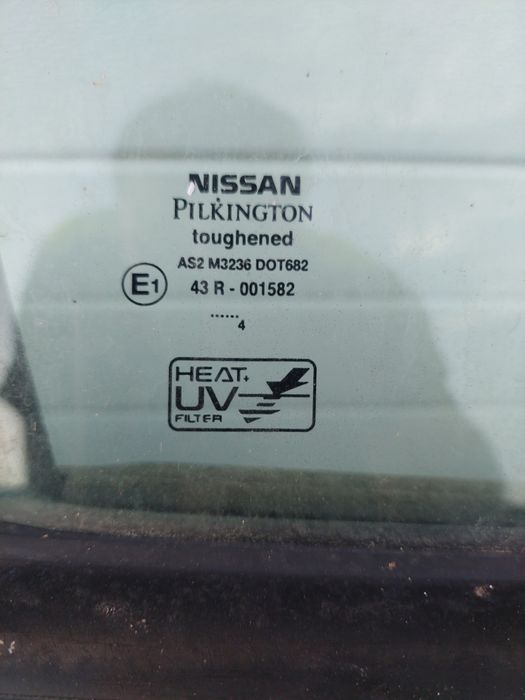 NISSAN
PILKINGTON
toughened
AS2 M3236 DOT682
E1 43 R - 001582
......
4
HEAT+
UV
FILTER